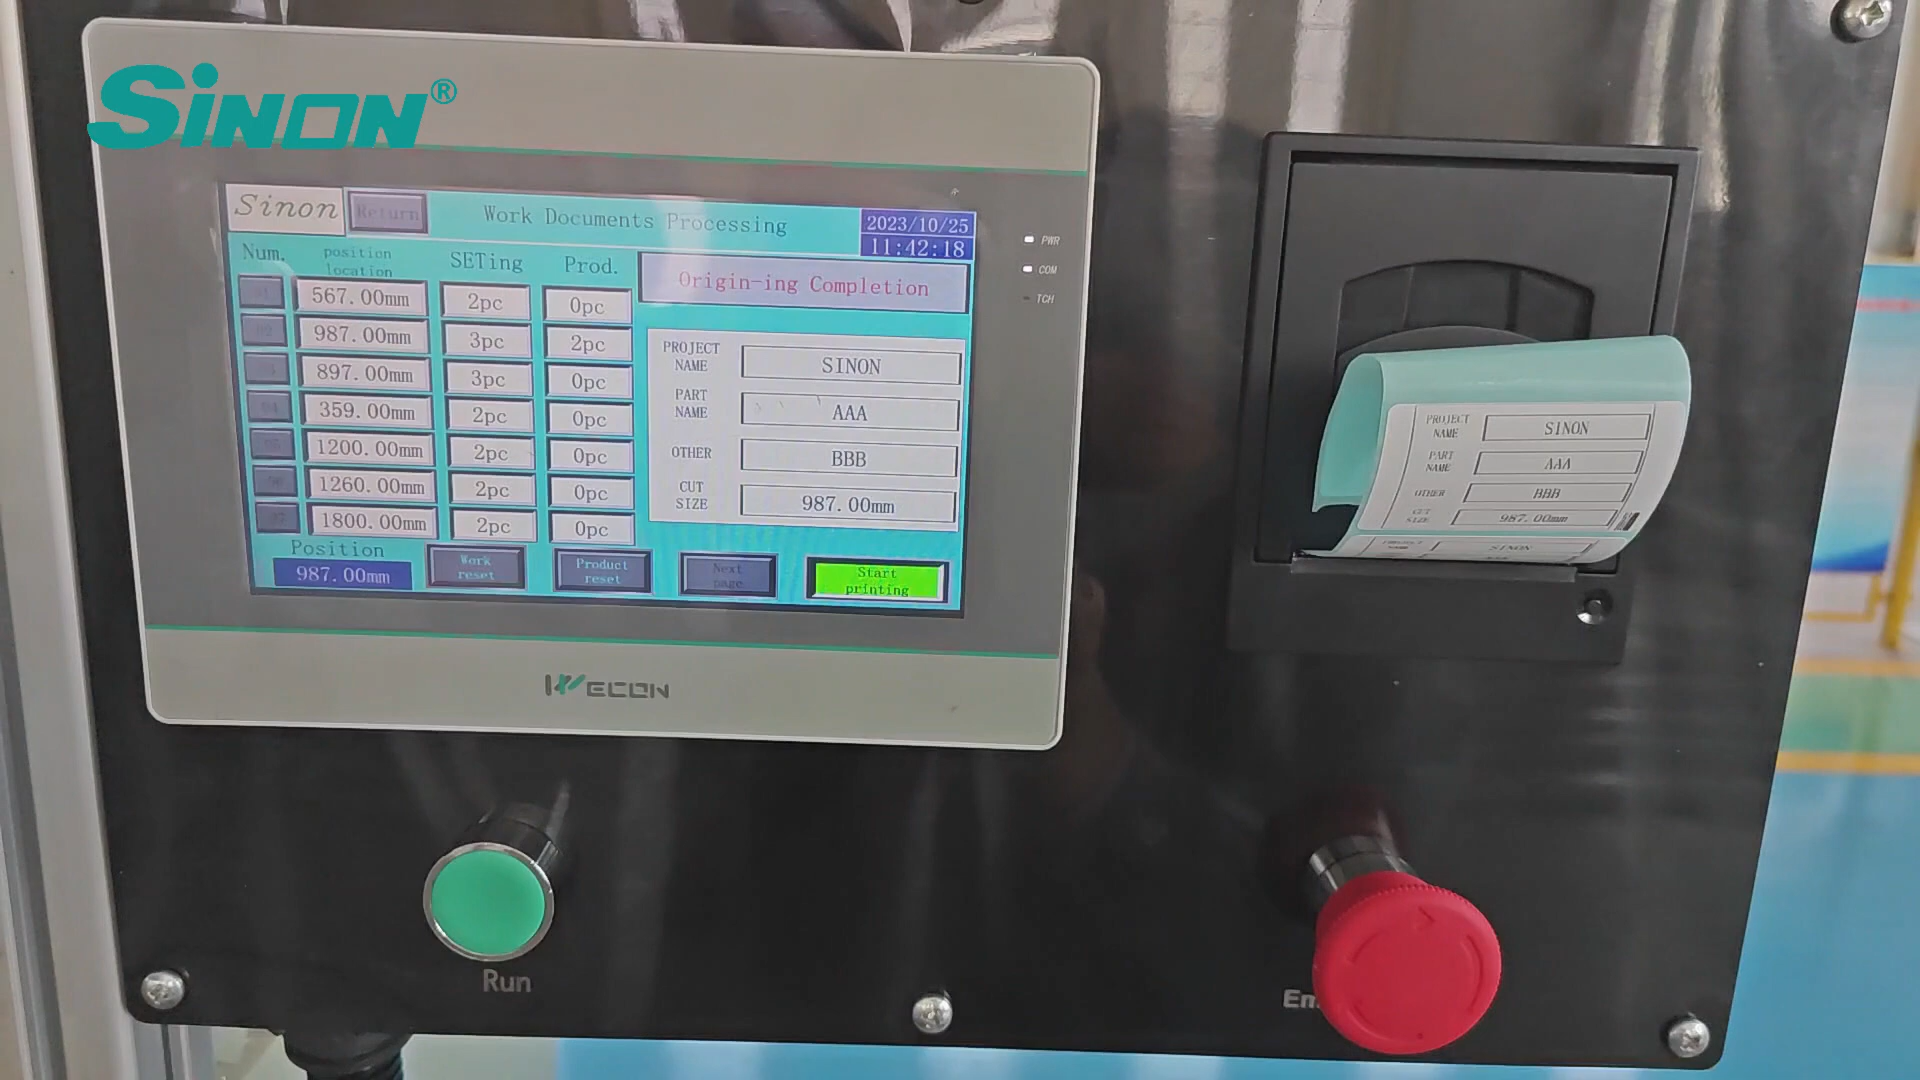 SINON®
Sinon
Return
Work Documents Processing
2023/10/25
11:42:18
Num.
position
location
SETing
Prod.
Origin-ing Completion
567.00mm 2pc 0pc
987.00mm 3pc 2pc
897.00mm 3pc 0pc
359.00mm 2pc 0pc
1200.00mm 2pc 0pc
1260.00mm 2pc 0pc
1800.00mm 2pc 0pc
PROJECT
NAME
SINON
PART
NAME
AAA
OTHER
BBB
CUT
SIZE
987.00mm
Position
987.00mm
Work
reset
Product
reset
Next
page
Start
printing
PWR
COM
TCH
WECON
PROJECT
NAME
SINON
PART
NAME
AAA
OTHER
BBB
CUT
SIZE
987.00mm
PROJECT
SINON
Run
Em